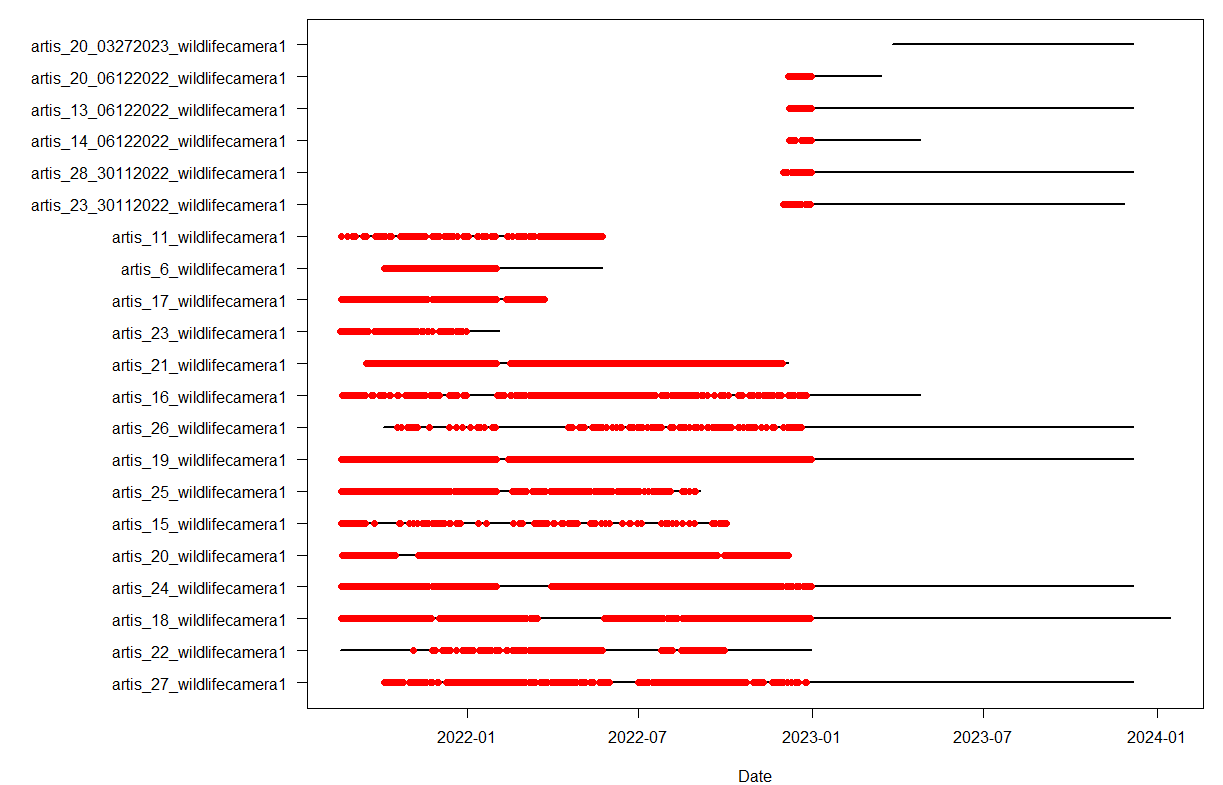 artis_20_03272023_wildlifecamera1
artis_20_06122022_wildlifecamera1
artis_13_06122022_wildlifecamera1
artis_14_06122022_wildlifecamera1
artis_28_30112022_wildlifecamera1
artis_23_30112022_wildlifecamera1
artis_11_wildlifecamera1
artis_6_wildlifecamera1
artis_17_wildlifecamera1
artis_23_wildlifecamera1
artis_21_wildlifecamera1
artis_16_wildlifecamera1
artis_26_wildlifecamera1
artis_19_wildlifecamera1
artis_25_wildlifecamera1
artis_15_wildlifecamera1
artis_20_wildlifecamera1
artis_24_wildlifecamera1
artis_18_wildlifecamera1
artis_22_wildlifecamera1
artis_27_wildlifecamera1
2022-01 2022-07 2023-01 2023-07 2024-01
Date